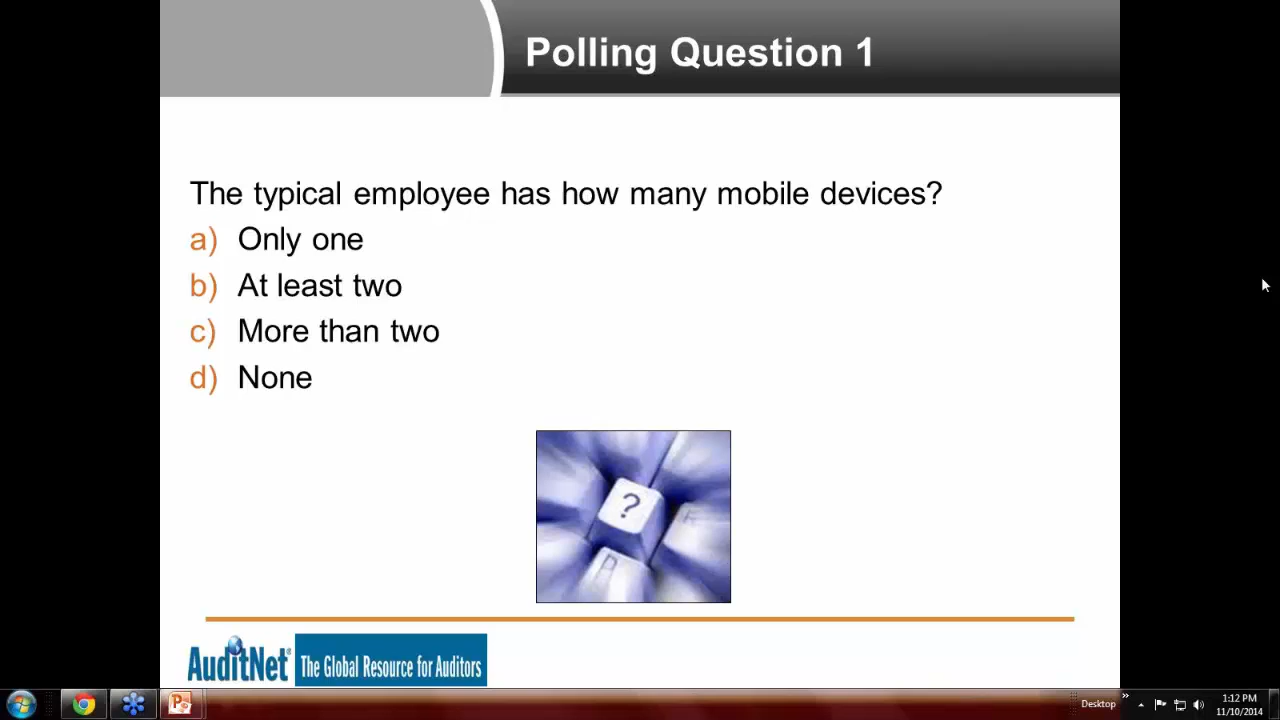 Polling Question 1
The typical employee has how many mobile devices?
a) Only one
b) At least two
c) More than two
d) None
?
R
AuditNet® The Global Resource for Auditors
Desktop
1:12 PM
11/10/2014